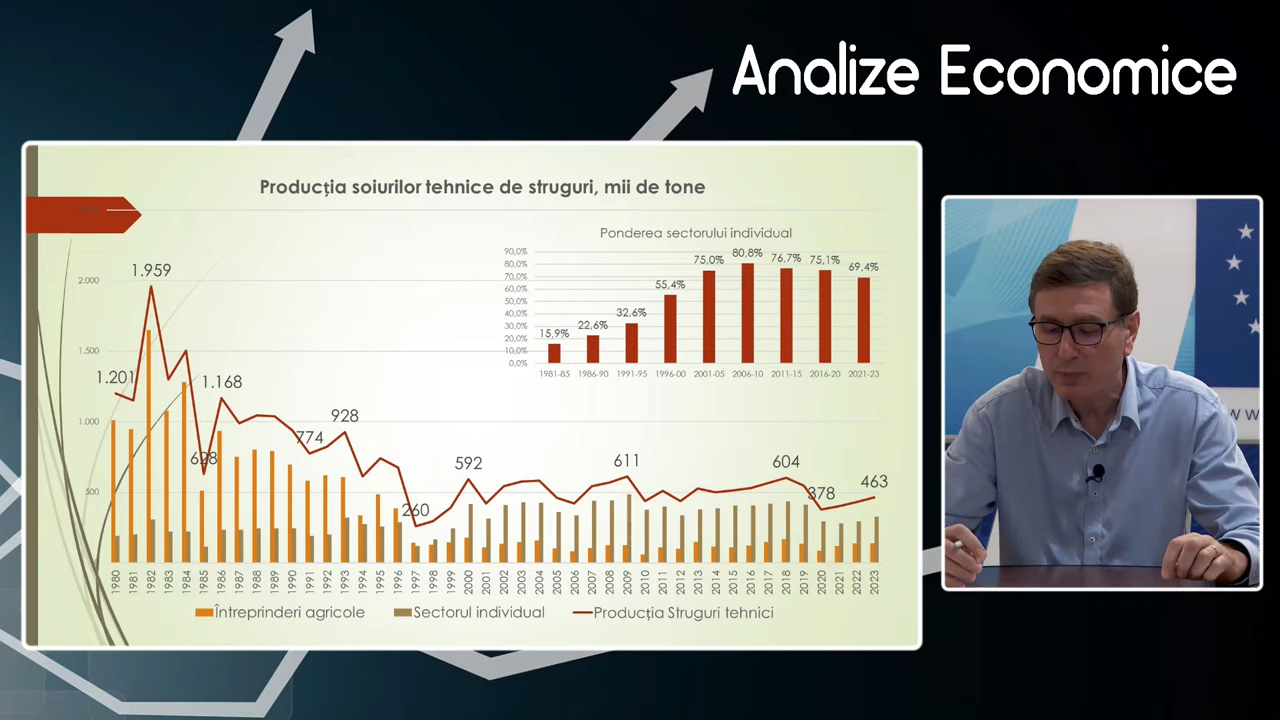 Analize Economice
Producția soiurilor tehnice de struguri, mii de tone
Ponderea sectorului individual
90,0%
80,0%
70,0%
60,0%
50,0%
40,0%
30,0%
20,0%
10,0%
0,0%
15,9% 22,6% 32,6% 55,4% 75,0% 80,8% 76,7% 75,1% 69,4%
1981-85 1986-90 1991-95 1996-00 2001-05 2006-10 2011-15 2016-20 2021-23
2.000
1.500
1.000
500
1.201 1.959 628 1.168 774 928 260 592 611 604 378 463
1980 1981 1982 1983 1984 1985 1986 1987 1988 1989 1990 1991 1992 1993 1994 1995 1996 1997 1998 1999 2000 2001 2002 2003 2004 2005 2006 2007 2008 2009 2010 2011 2012 2013 2014 2015 2016 2017 2018 2019 2020 2021 2022 2023
Întreprinderi agricole Sectorul individual Producția Struguri tehnici
W W